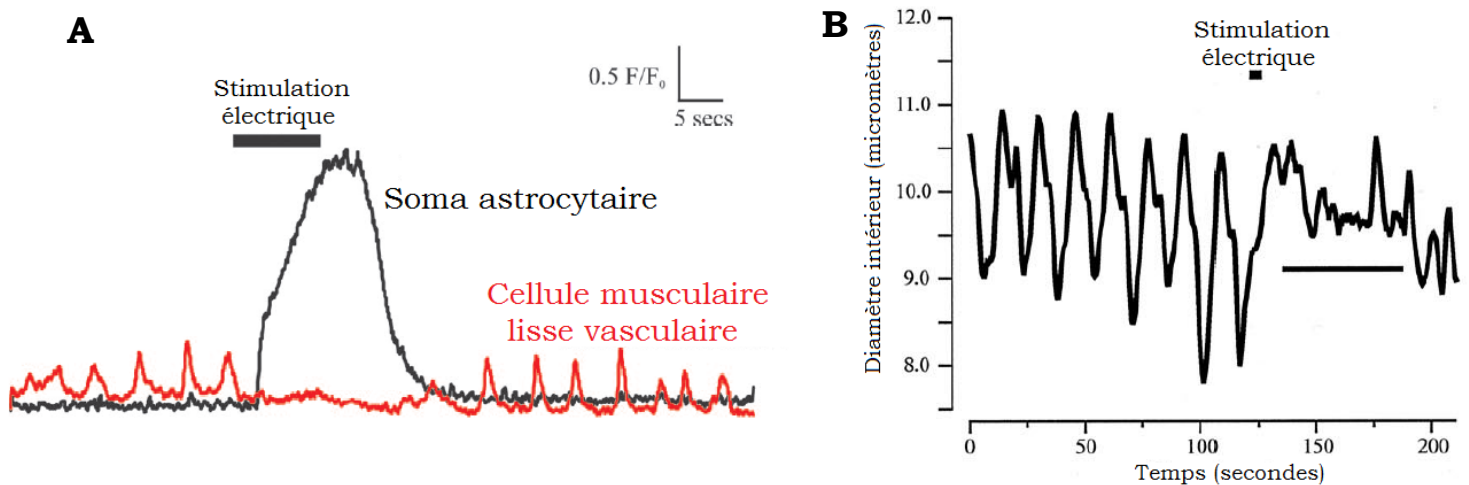 A
Stimulation
électrique
0.5 F/F₀
5 secs
Soma astrocytaire
Cellule musculaire
lisse vasculaire
B
Stimulation
électrique
Diamètre intérieur (micromètres)
12.0
11.0
10.0
9.0
8.0
0
50
100
150
200
Temps (secondes)